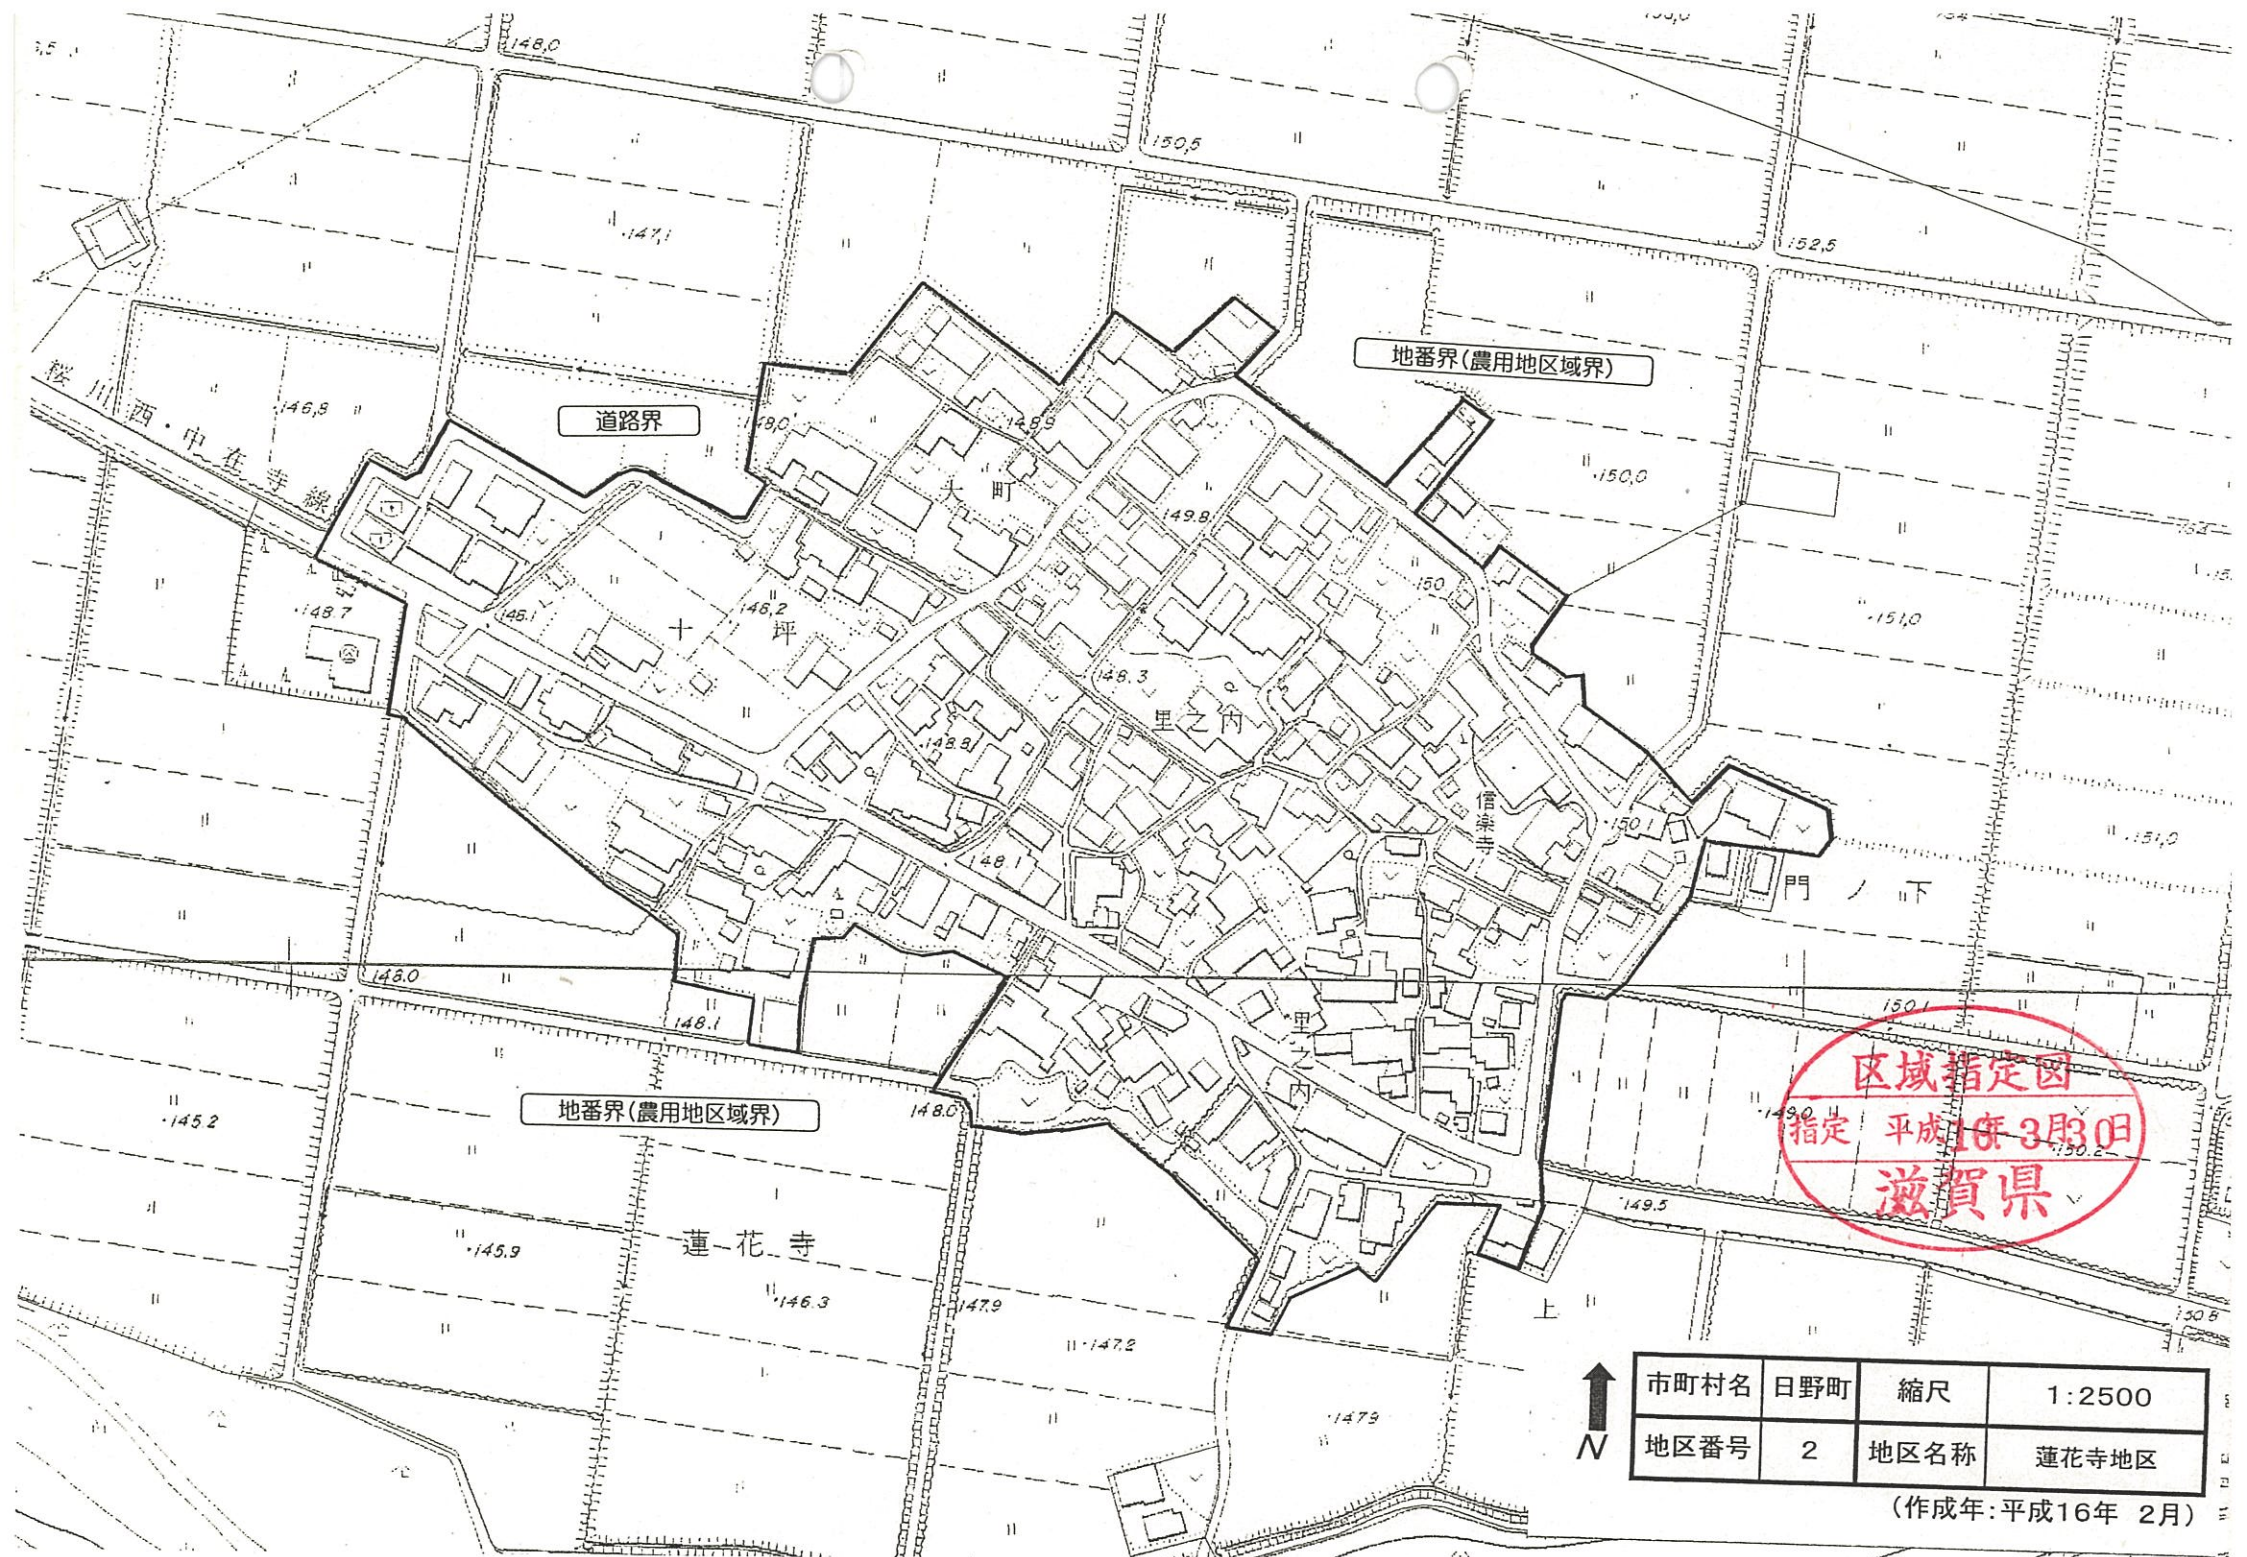 148.0
150.5
147.1
152.5
地番界(農用地区域界)
146.8
道路界
148.0
148.9
桜川西・中在寺線
大町
150.0
149.8
150
148.7
146.1
146.2
十坪
151.0
148.3
里之内
148.8
信楽寺
150.1
151.0
148.1
門ノ下
148.0
148.1
150.1
里之内
区域指定図
地番界(農用地区域界)
148.0
149.0
145.2
指定 平成16年3月30日
150.2
滋賀県
149.5
蓮花寺
145.9
146.3
147.9
上
150.8
147.2
市町村名 日野町 縮尺 1:2500
147.9
N
地区番号 2 地区名称 蓮花寺地区
(作成年:平成16年 2月)